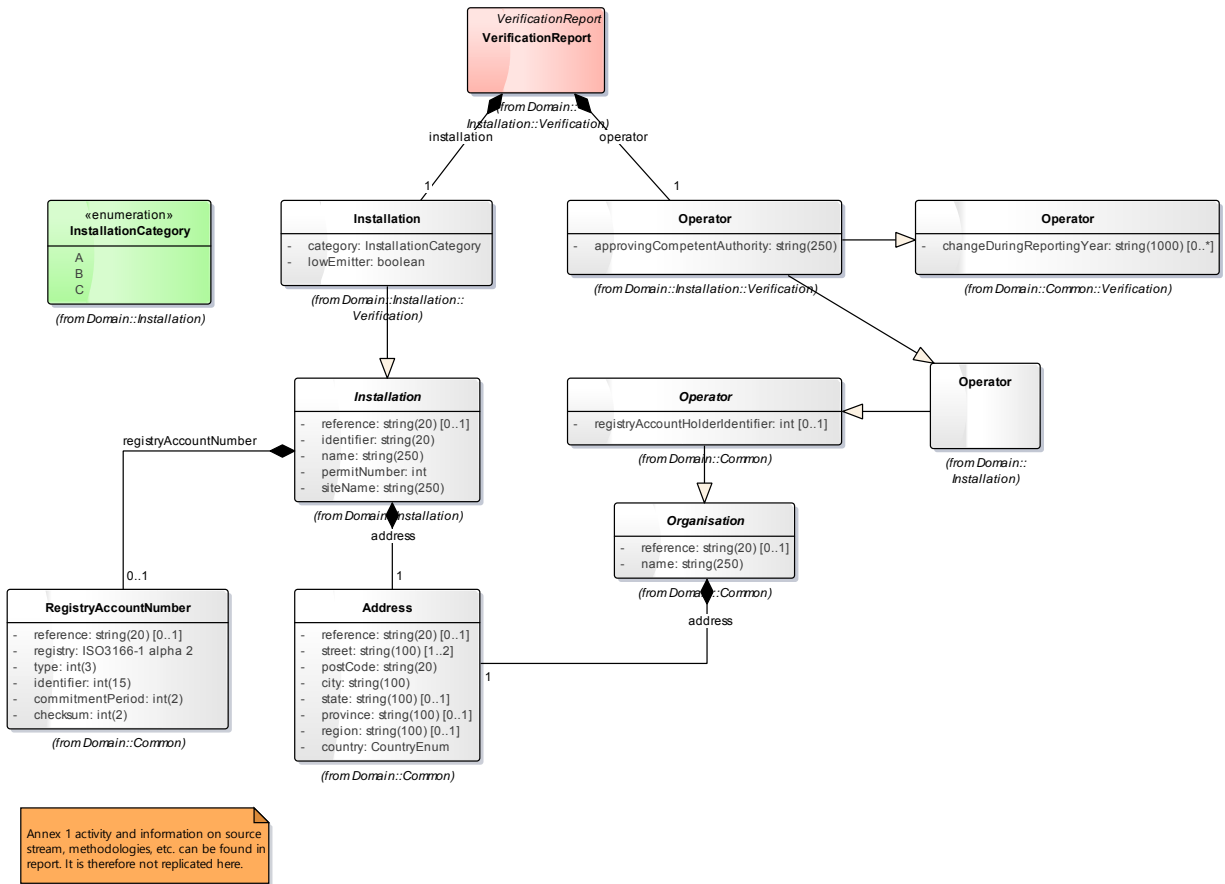 VerificationReport
VerificationReport
(from Domain::
Installation::Verification)
installation
operator
1
1
«enumeration»
InstallationCategory
A
B
C
(from Domain::Installation)
Installation
- category: InstallationCategory
- lowEmitter: boolean
(from Domain::Installation::
Verification)
Operator
- approvingCompetentAuthority: string(250)
(from Domain::Installation::Verification)
Operator
- changeDuringReportingYear: string(1000) [0..*]
(from Domain::Common::Verification)
Installation
- reference: string(20) [0..1]
- identifier: string(20)
- name: string(250)
- permitNumber: int
- siteName: string(250)
(from Domain::Installation)
Operator
- registryAccountHolderIdentifier: int [0..1]
(from Domain::Common)
Operator
(from Domain::
Installation)
registryAccountNumber
0..1
address
1
Organisation
- reference: string(20) [0..1]
- name: string(250)
(from Domain::Common)
address
1
RegistryAccountNumber
- reference: string(20) [0..1]
- registry: ISO3166-1 alpha 2
- type: int(3)
- identifier: int(15)
- commitmentPeriod: int(2)
- checksum: int(2)
(from Domain::Common)
Address
- reference: string(20) [0..1]
- street: string(100) [1..2]
- postCode: string(20)
- city: string(100)
- state: string(100) [0..1]
- province: string(100) [0..1]
- region: string(100) [0..1]
- country: CountryEnum
(from Domain::Common)
Annex 1 activity and information on source
stream, methodologies, etc. can be found in
report. It is therefore not replicated here.